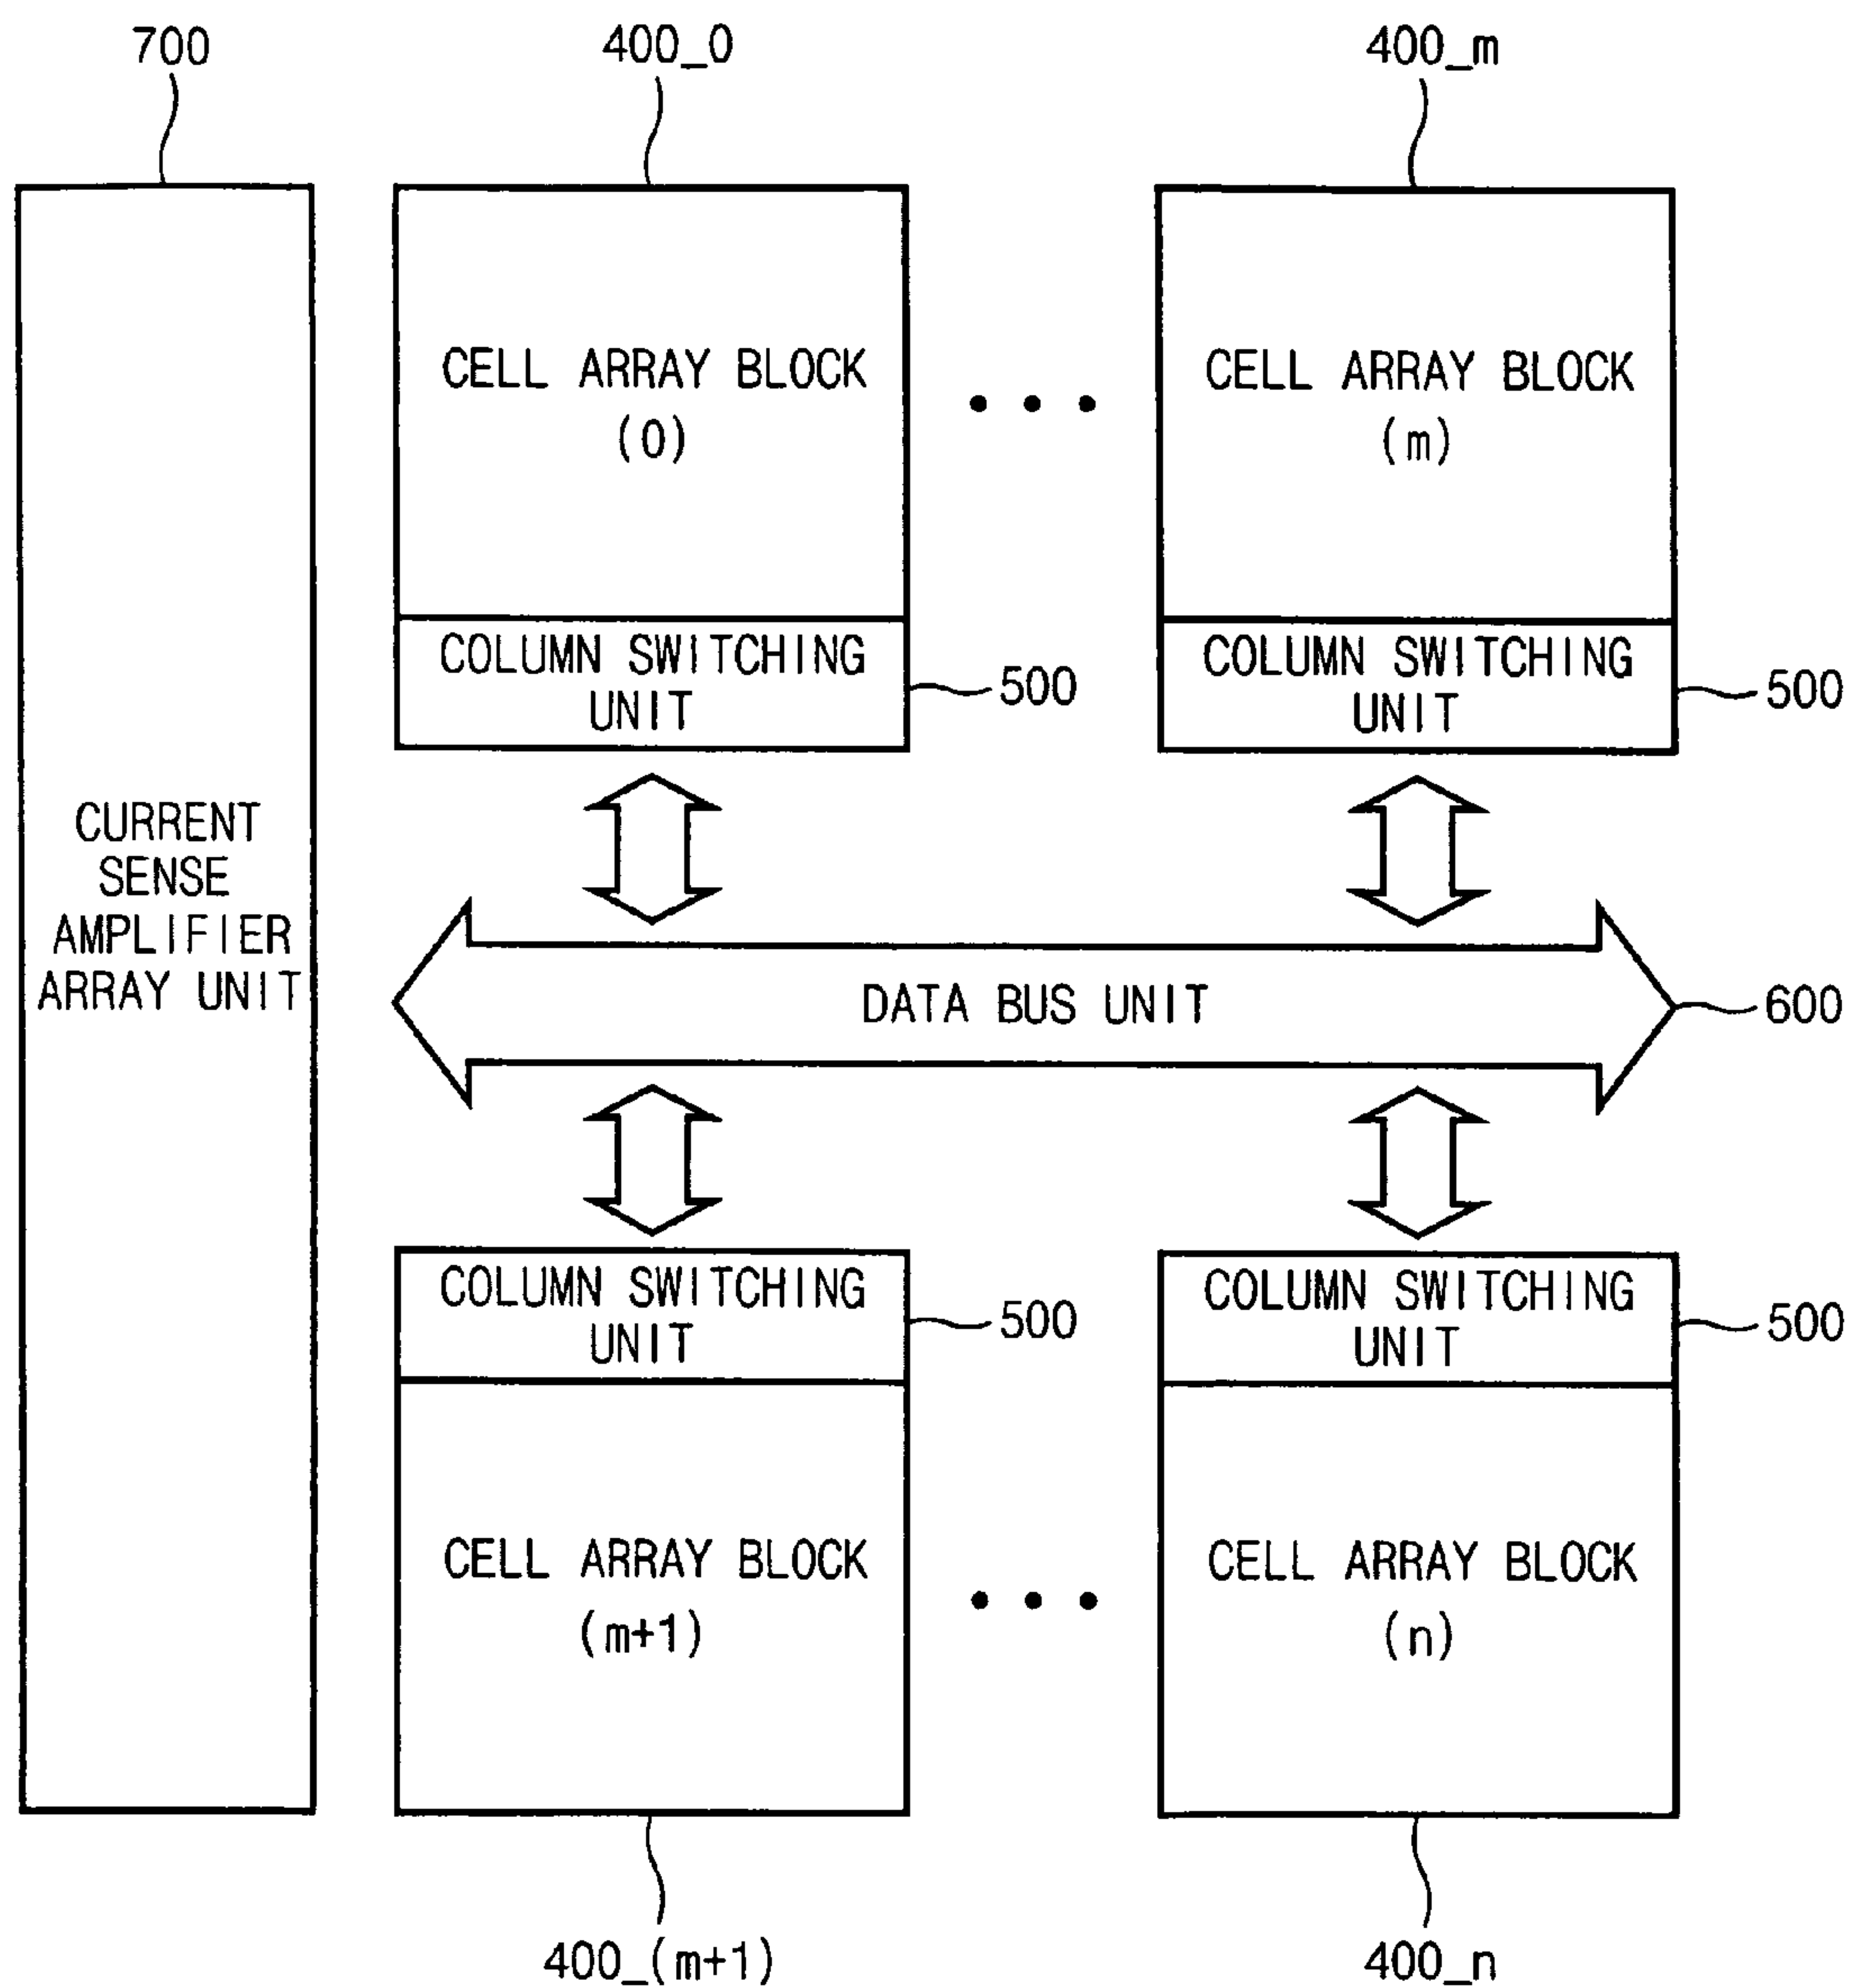 700
400_0
400_m
CELL ARRAY BLOCK
(0)
CELL ARRAY BLOCK
(m)
COLUMN SWITCHING
UNIT
500
COLUMN SWITCHING
UNIT
500
CURRENT
SENSE
AMPLIFIER
ARRAY UNIT
DATA BUS UNIT
600
COLUMN SWITCHING
UNIT
500
COLUMN SWITCHING
UNIT
500
CELL ARRAY BLOCK
(m+1)
CELL ARRAY BLOCK
(n)
400_(m+1)
400_n